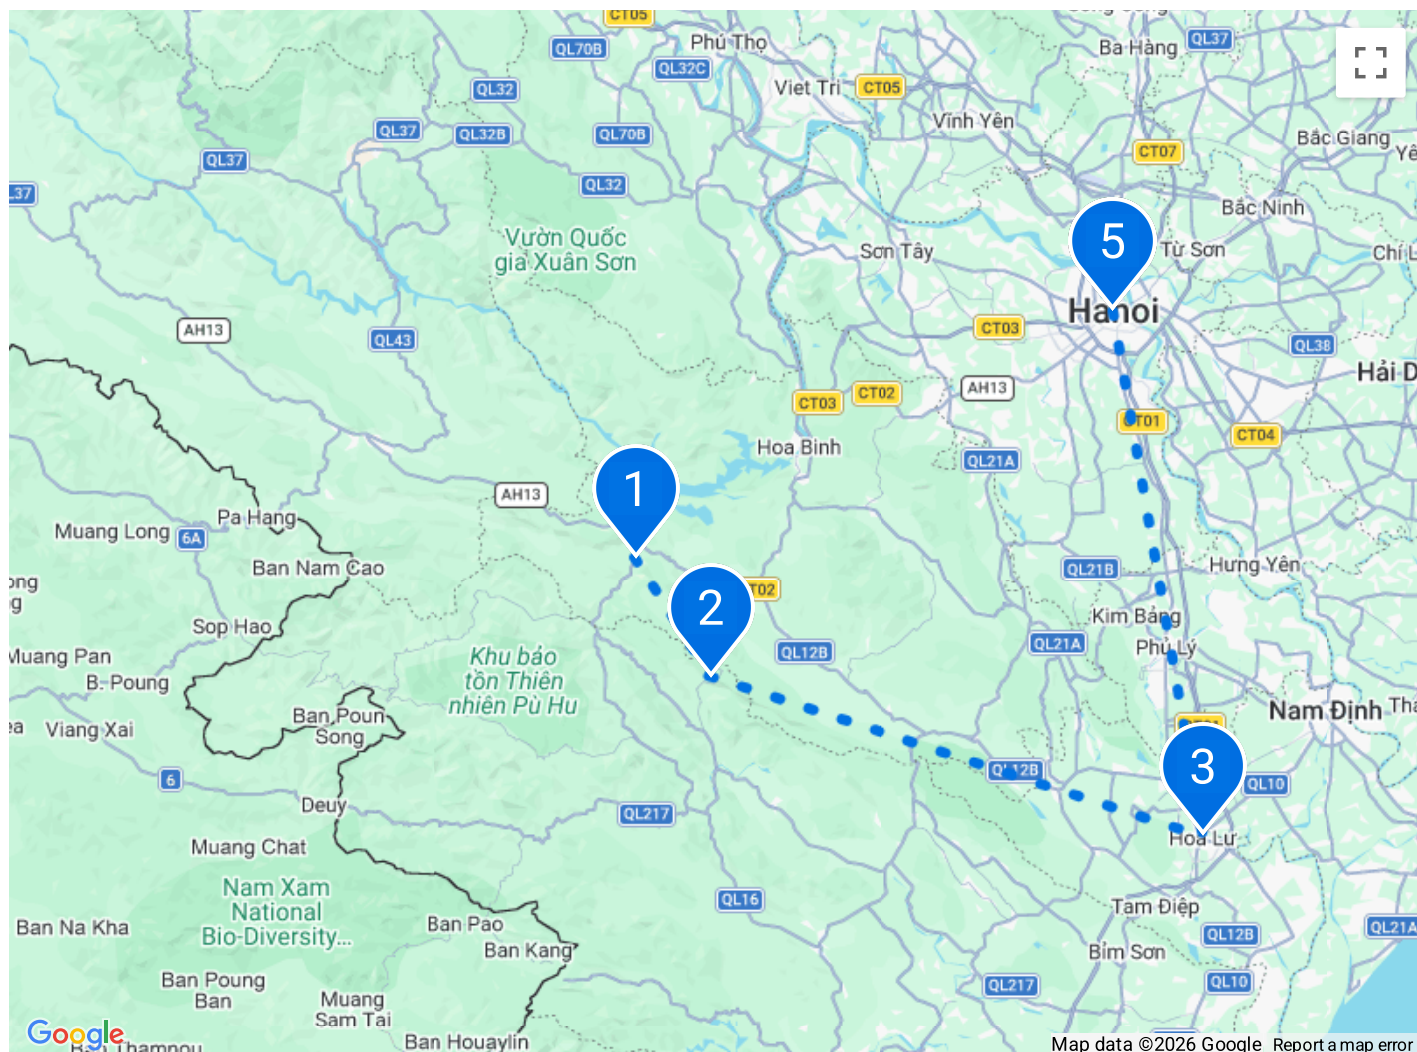 CT05
QL70B
Phú Thọ
QL32C
Ba Hàng
QL37
Viet Tri
CT05
QL32
Vĩnh Yên
QL37
QL32B
QL70B
Bắc Giang
QL37
CT07
QL32
Bắc Ninh
Vườn Quốc
gia Xuân Sơn
5
Sơn Tây
Từ Sơn
Hanoi
AH13
QL43
CT03
QL38
AH13
CT03
CT02
CT04
Hoa Binh
QL21A
1
AH13
Pa Hang
Muang Long
6A
Ban Nam Cao
QL21B
Hưng Yên
2
Kim Bảng
Sop Hao
QL12B
QL21A
Phủ Lý
Muang Pan
B. Poung
Khu bảo
tồn Thiên
nhiên Pù Hu
Viang Xai
Ban Poun
Song
Nam Định
3
6
QL12B
QL10
Deuy
QL217
Hoa Lư
Muang Chat
Nam Xam
National
Bio-Diversity...
QL16
Tam Điệp
Ban Na Kha
Ban Pao
Ban Kang
QL12B
QL21A
Bỉm Sơn
Ban Poung
Ban
QL217
QL10
Muang
Sam Tai
Google
Ban Houaylin
Map data ©2026 Google
Report a map error